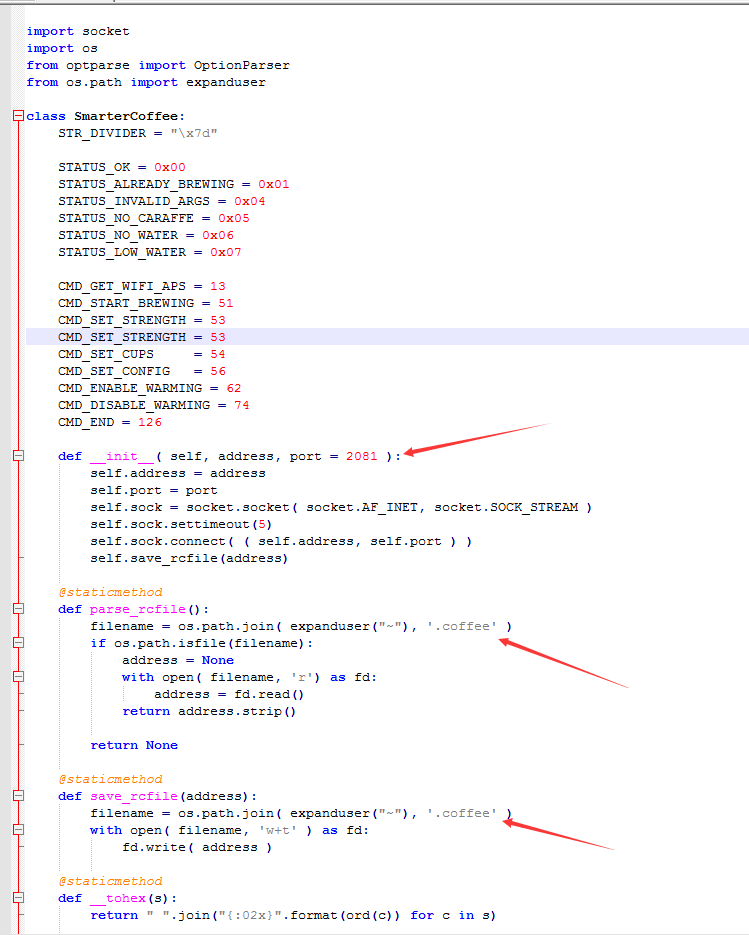 import socket
import os
from optparse import OptionParser
from os.path import expanduser

class SmarterCoffee:
    STR_DIVIDER = "\x7d"

    STATUS_OK = 0x00
    STATUS_ALREADY_BREWING = 0x01
    STATUS_INVALID_ARGS = 0x04
    STATUS_NO_CARAFFE = 0x05
    STATUS_NO_WATER = 0x06
    STATUS_LOW_WATER = 0x07

    CMD_GET_WIFI_APS = 13
    CMD_START_BREWING = 51
    CMD_SET_STRENGTH = 53
    CMD_SET_STRENGTH = 53
    CMD_SET_CUPS     = 54
    CMD_SET_CONFIG   = 56
    CMD_ENABLE_WARMING = 62
    CMD_DISABLE_WARMING = 74
    CMD_END = 126

    def __init__( self, address, port = 2081 ):
        self.address = address
        self.port = port
        self.sock = socket.socket( socket.AF_INET, socket.SOCK_STREAM )
        self.sock.settimeout(5)
        self.sock.connect( ( self.address, self.port ) )
        self.save_rcfile(address)

    @staticmethod
    def parse_rcfile():
        filename = os.path.join( expanduser("~"), '.coffee' )
        if os.path.isfile(filename):
            address = None
            with open( filename, 'r') as fd:
                address = fd.read()
            return address.strip()

        return None

    @staticmethod
    def save_rcfile(address):
        filename = os.path.join( expanduser("~"), '.coffee' )
        with open( filename, 'w+t' ) as fd:
            fd.write( address )

    @staticmethod
    def __tohex(s):
        return " ".join("{:02x}".format(ord(c)) for c in s)